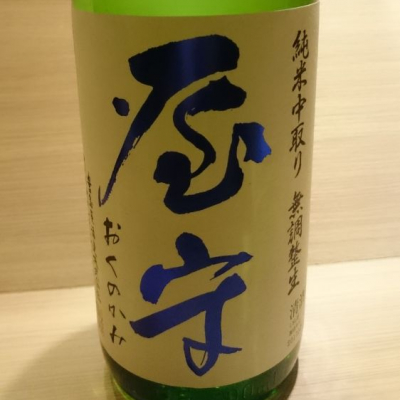 純米中取り 無調整生
屋守
おくのかみ